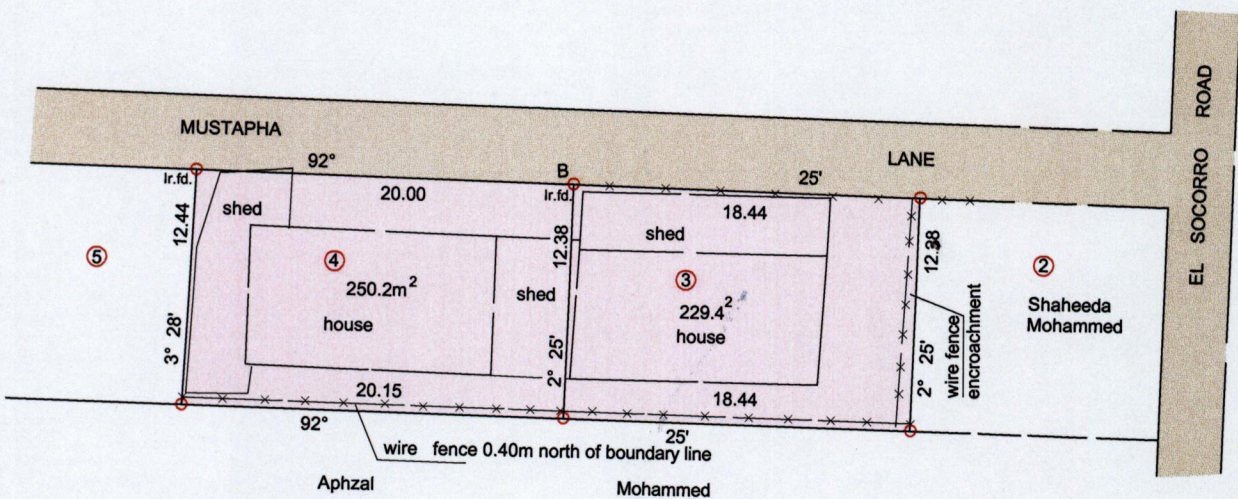 MUSTAPHA
LANE
EL SOCORRO ROAD
92°
25'
B
Ir.fd.
Ir.fd.
20.00
18.44
shed
shed
12.44
12.38
12.38
5
4
3
2
250.2m²
229.4²
shed
house
house
Shaheeda
Mohammed
3° 28'
2° 25'
2° 25'
wire fence
encroachment
20.15
18.44
92°
25'
wire fence 0.40m north of boundary line
Aphzal Mohammed